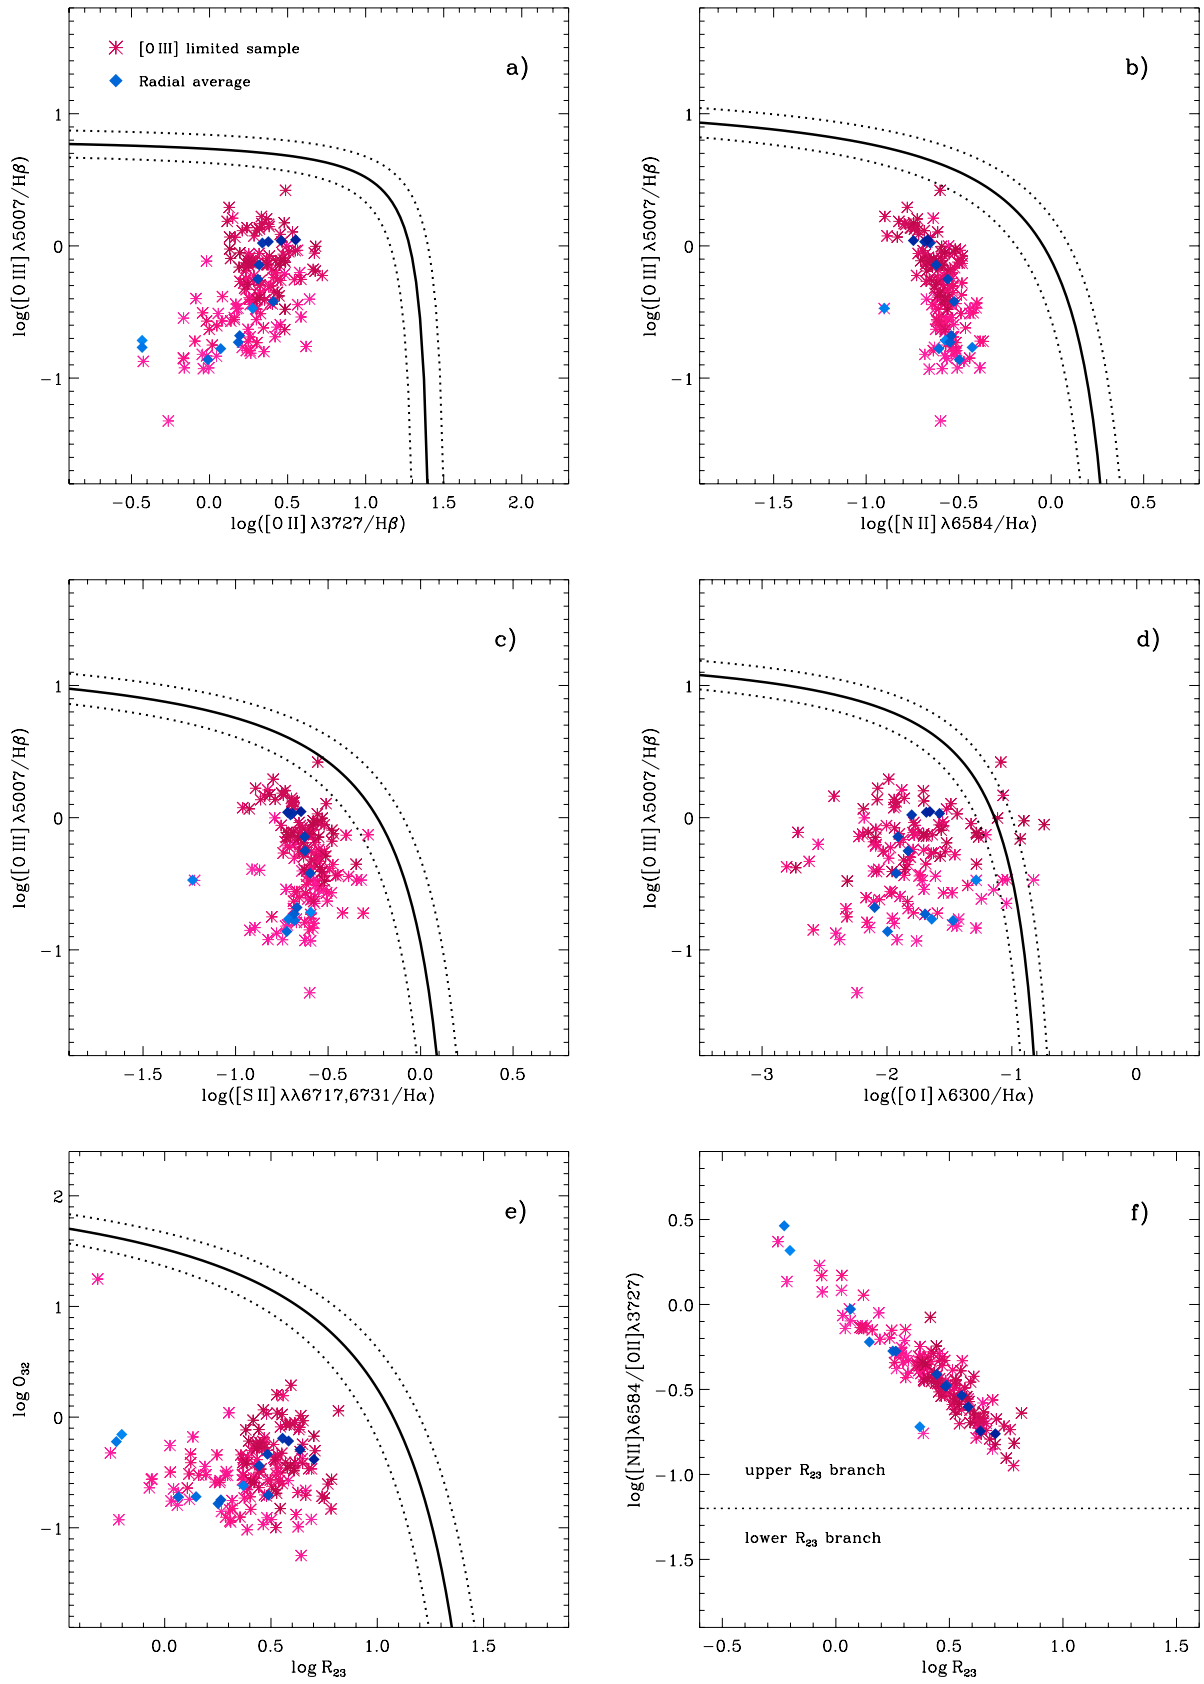 [O III] limited sample
Radial average
a)
1
0
−1
log([O III] λ5007/Hβ)
−0.5 0.0 0.5 1.0 1.5 2.0
log([O II] λ3727/Hβ)
b)
1
0
−1
log([O III] λ5007/Hβ)
−1.5 −1.0 −0.5 0.0 0.5
log([N II] λ6584/Hα)
c)
1
0
−1
log([O III] λ5007/Hβ)
−1.5 −1.0 −0.5 0.0 0.5
log([S II] λλ6717,6731/Hα)
d)
1
0
−1
log([O III] λ5007/Hβ)
−3 −2 −1 0
log([O I] λ6300/Hα)
e)
2
1
0
−1
log O₃₂
0.0 0.5 1.0 1.5
log R₂₃
f)
0.5
0.0
−0.5
−1.0
−1.5
log([NII]λ6584/[OII]λ3727)
upper R₂₃ branch
lower R₂₃ branch
−0.5 0.0 0.5 1.0 1.5
log R₂₃